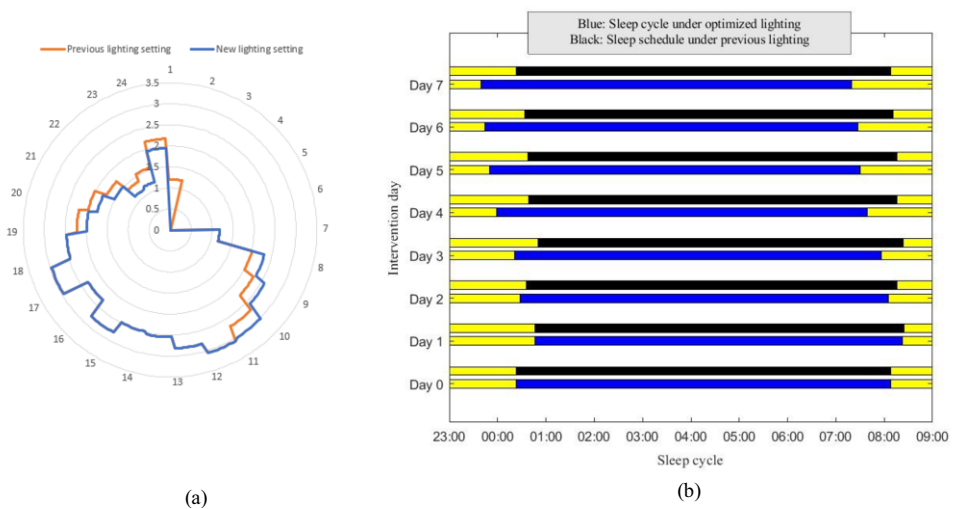 Previous lighting setting
New lighting setting
1
2
3
4
5
6
7
8
9
10
11
12
13
14
15
16
17
18
19
20
21
22
23
24
3.5
3
2.5
2
1.5
1
0.5
0
(a)
Blue: Sleep cycle under optimized lighting
Black: Sleep schedule under previous lighting
Intervention day
Day 7
Day 6
Day 5
Day 4
Day 3
Day 2
Day 1
Day 0
23:00 00:00 01:00 02:00 03:00 04:00 05:00 06:00 07:00 08:00 09:00
Sleep cycle
(b)